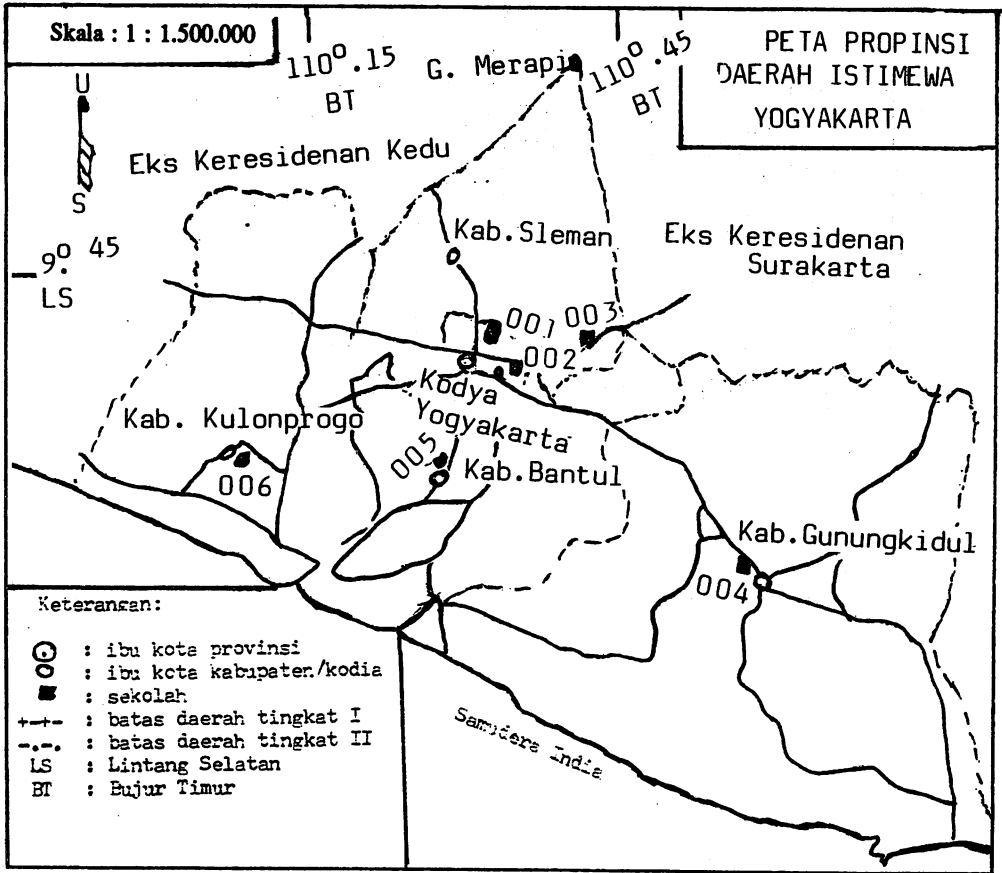 Skala : 1 : 1.500.000
110⁰.15
BT
G. Merapi
110⁰.45
BT
PETA PROPINSI
DAERAH ISTIMEWA
YOGYAKARTA
U
S
Eks Keresidenan Kedu
9⁰. 45
LS
Kab.Sleman
Eks Keresidenan
Surakarta
001
003
002
Kodya
Yogyakarta
Kab. Kulonprogo
005
006
Kab.Bantul
Kab.Gunungkidul
004
Samudera India
Keterangan:
: ibu kota provinsi
: ibu kota kabupaten/kodia
: sekolah
+-+- : batas daerah tingkat I
-.-. : batas daerah tingkat II
LS : Lintang Selatan
BT : Bujur Timur